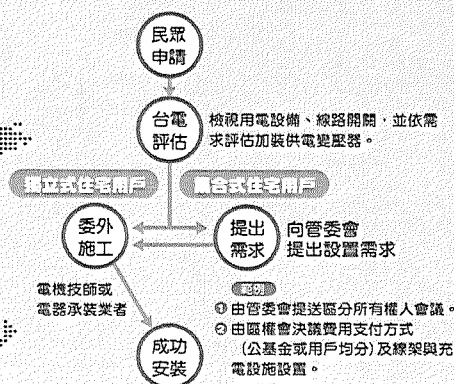 民眾
申請
台電
評估
檢視用電設備、線路開關，並依需
求評估加裝供電變壓器。
獨立式住宅用戶
集合式住宅用戶
委外
施工
提出
需求
向管委會
提出設置需求
電機技師或
電器承裝業者
範例
❶由管委會提送區分所有權人會議。
❷由區權會決議費用支付方式
(公基金或用戶均分)及線架與充
電設施設置。
成功
安裝